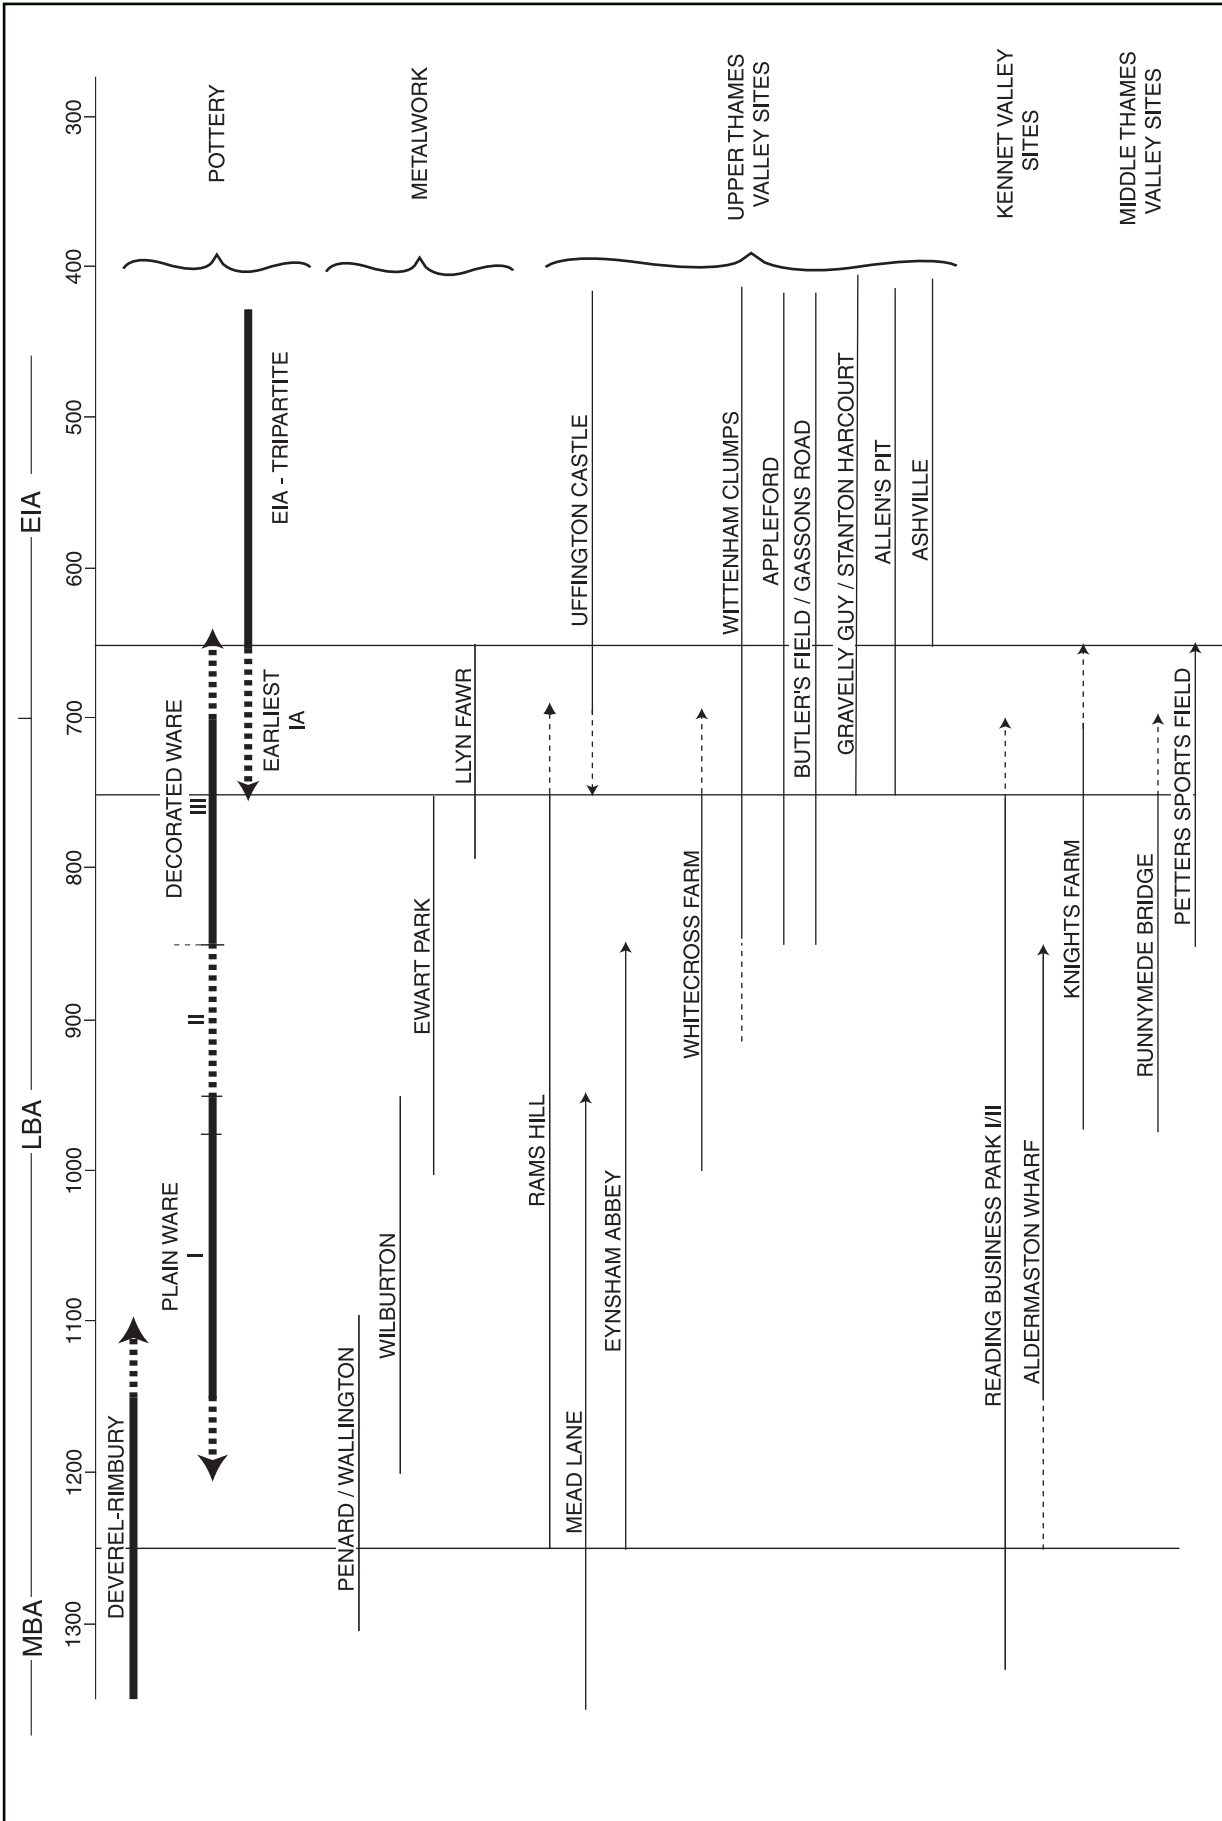 MBA
LBA
EIA
1300
1200
1100
1000
900
800
700
600
500
400
300
DEVEREL-RIMBURY
PLAIN WARE
DECORATED WARE
I
II
III
EARLIEST
IA
EIA - TRIPARTITE
POTTERY
PENARD / WALLINGTON
WILBURTON
EWART PARK
LLYN FAWR
METALWORK
RAMS HILL
MEAD LANE
UFFINGTON CASTLE
EYNSHAM ABBEY
WHITECROSS FARM
WITTENHAM CLUMPS
APPLEFORD
BUTLER'S FIELD / GASSONS ROAD
GRAVELLY GUY / STANTON HARCOURT
ALLEN'S PIT
ASHVILLE
UPPER THAMES
VALLEY SITES
READING BUSINESS PARK I/II
ALDERMASTON WHARF
KNIGHTS FARM
KENNET VALLEY
SITES
RUNNYMEDE BRIDGE
PETTERS SPORTS FIELD
MIDDLE THAMES
VALLEY SITES